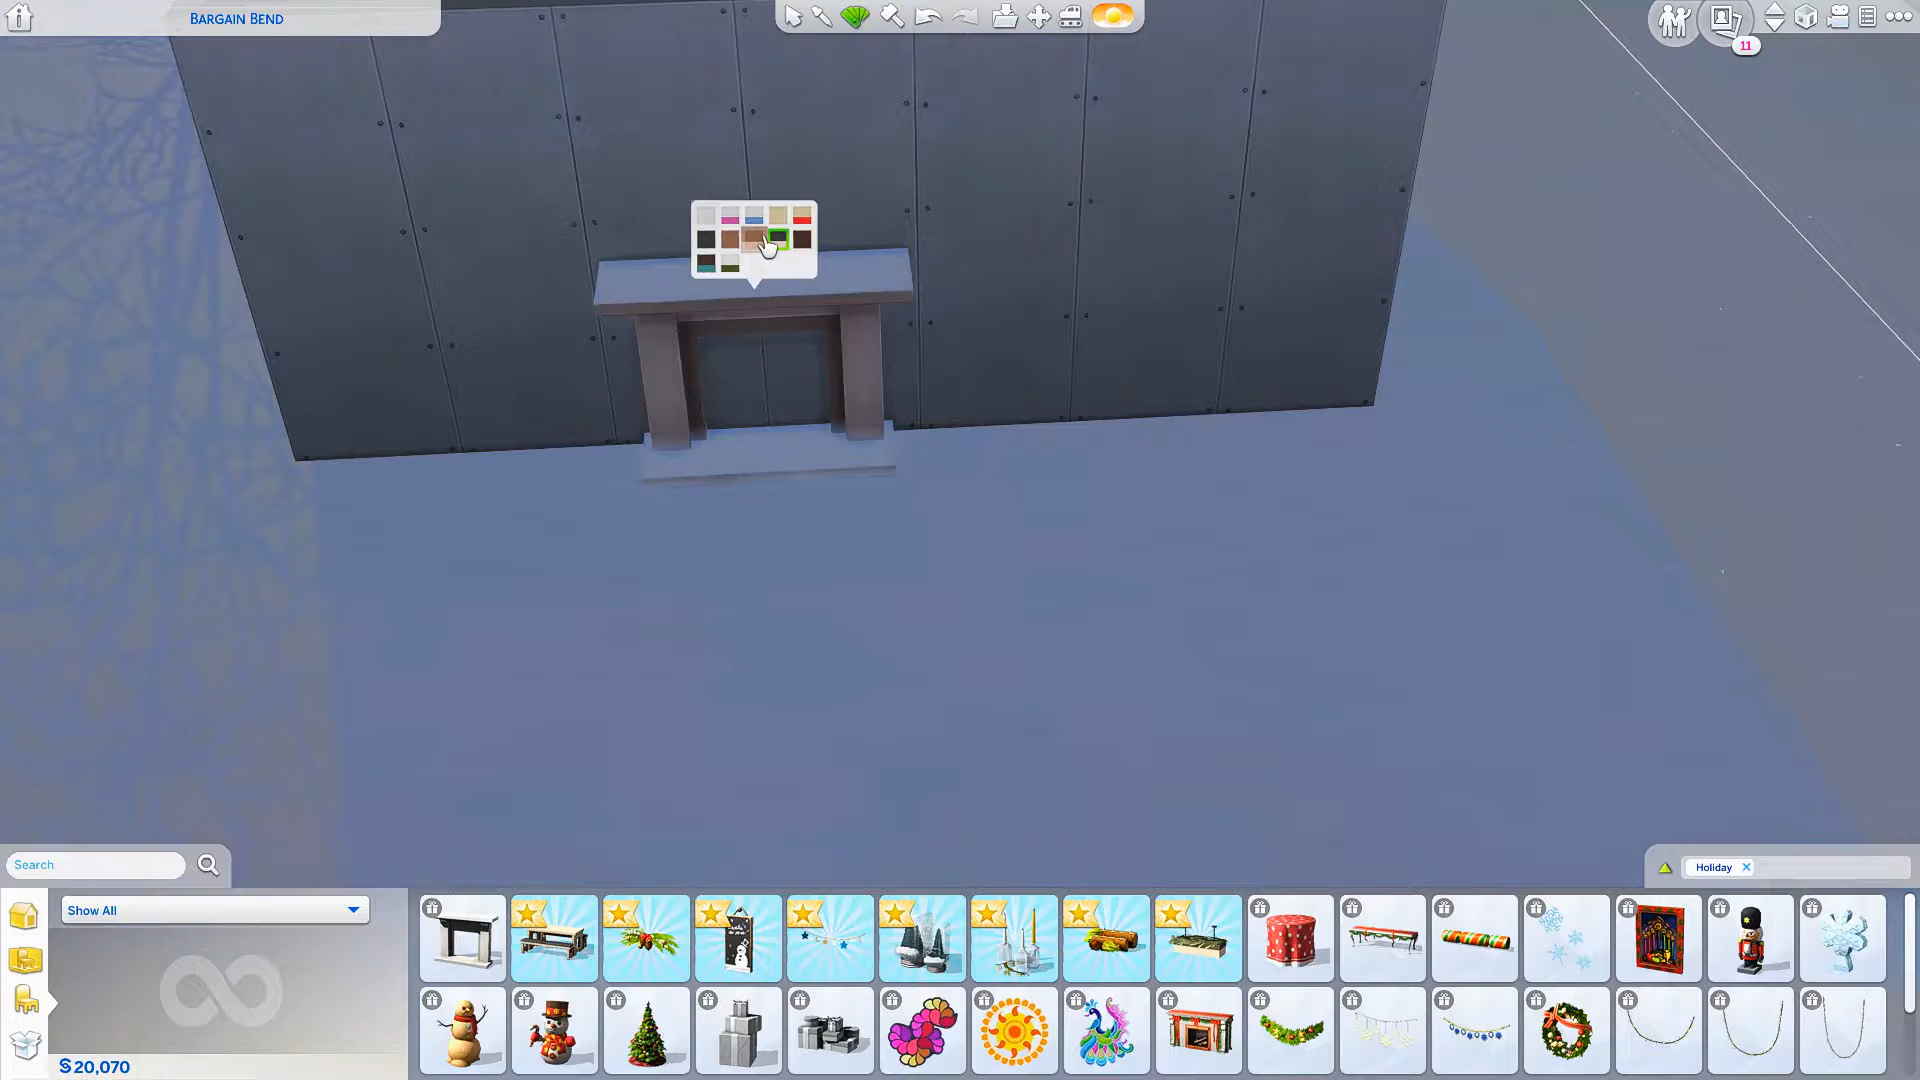 BARGAIN BEND
11
Search
Holiday
Show All
§20,070